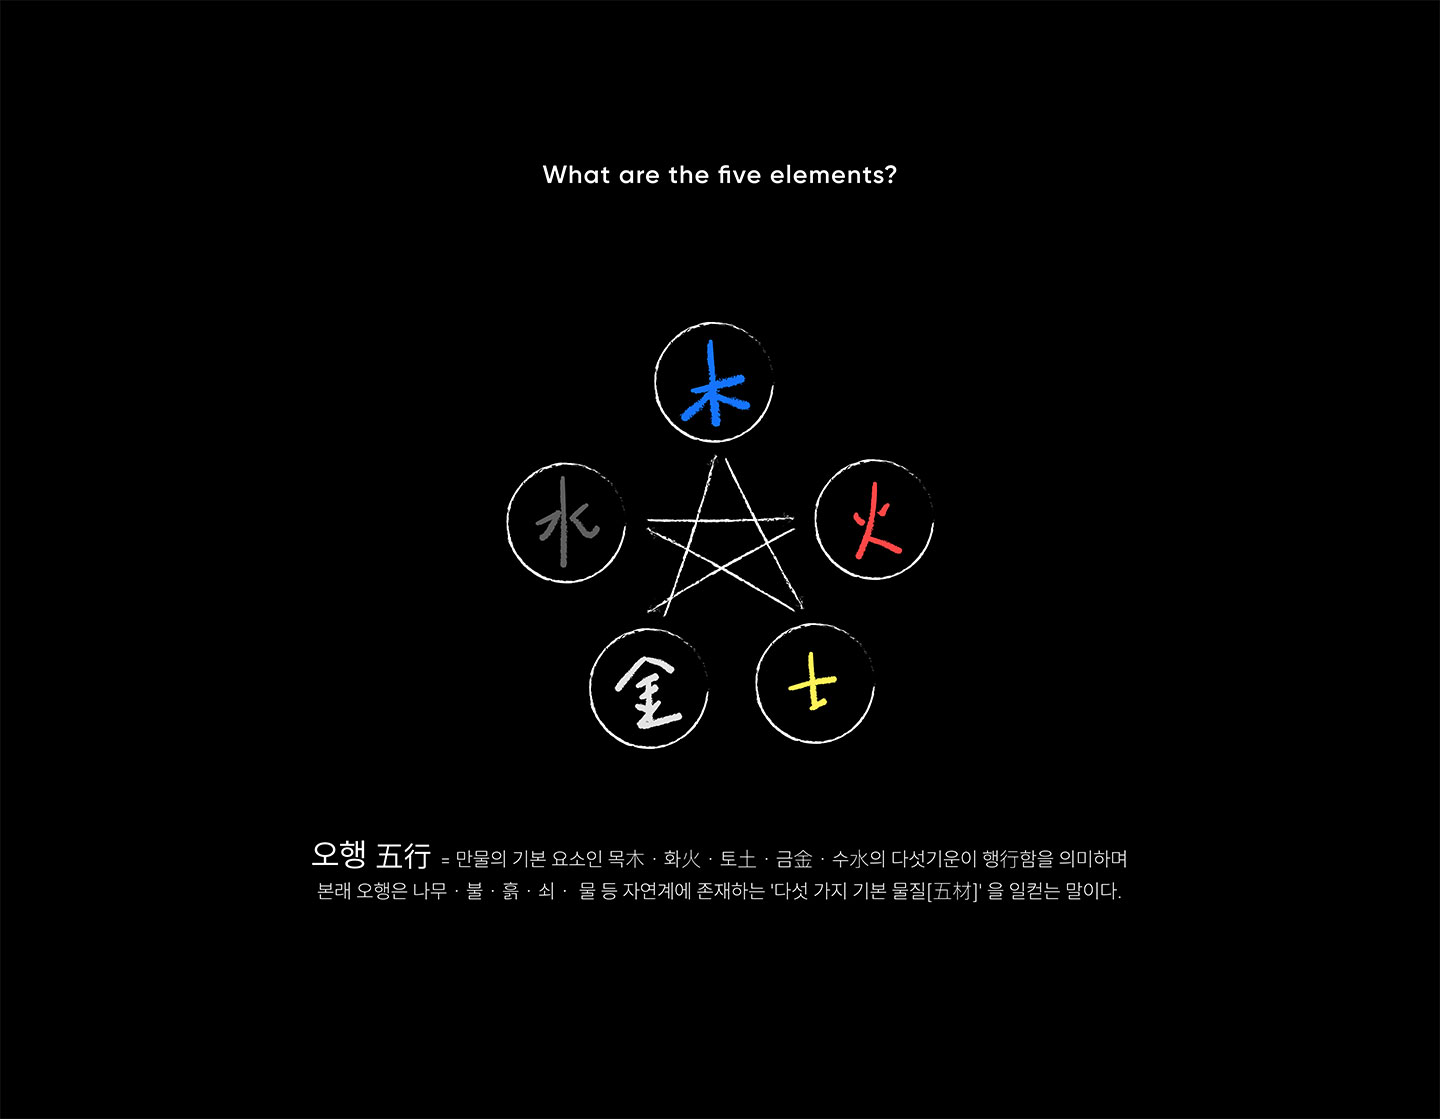 What are the five elements?
木
水
火
金
土
오행 五行 = 만물의 기본 요소인 목木 · 화火 · 토土 · 금金 · 수水의 다섯기운이 행行함을 의미하며
본래 오행은 나무 · 불 · 흙 · 쇠 · 물 등 자연계에 존재하는 '다섯 가지 기본 물질[五材]' 을 일컫는 말이다.